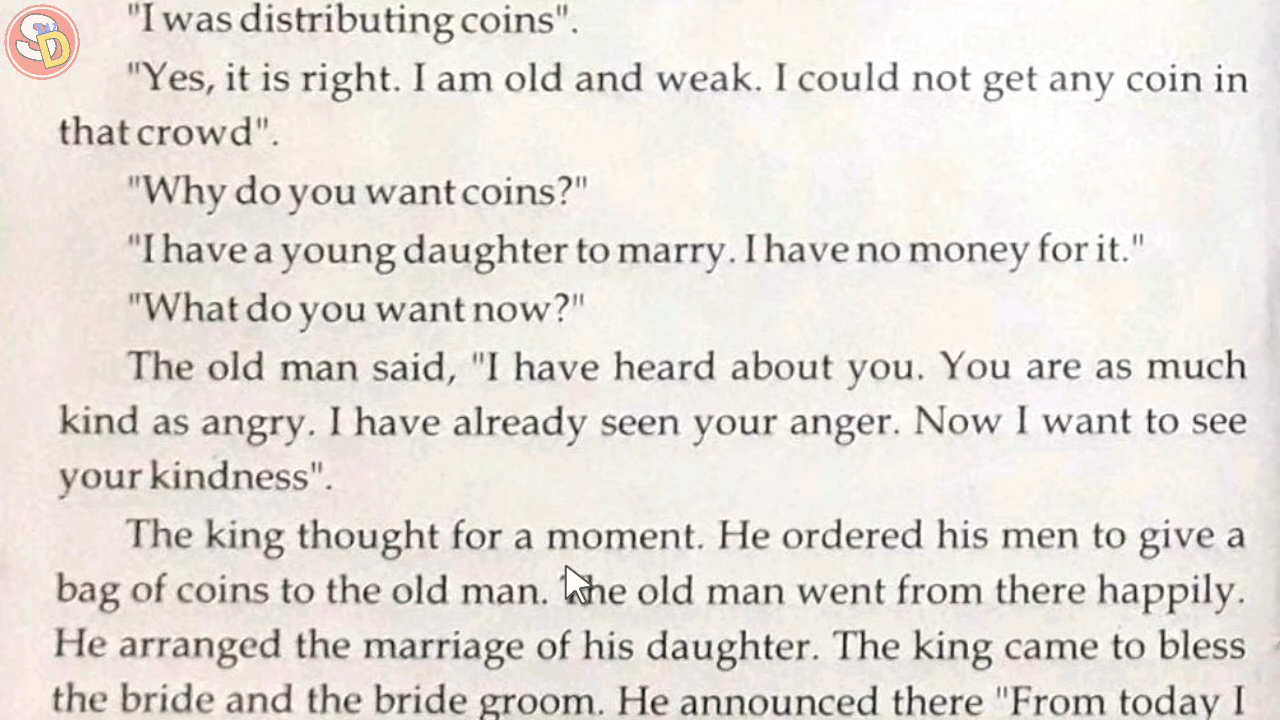 SD
"I was distributing coins".
"Yes, it is right. I am old and weak. I could not get any coin in
that crowd".
"Why do you want coins?"
"I have a young daughter to marry. I have no money for it."
"What do you want now?"
The old man said, "I have heard about you. You are as much
kind as angry. I have already seen your anger. Now I want to see
your kindness".
The king thought for a moment. He ordered his men to give a
bag of coins to the old man. The old man went from there happily.
He arranged the marriage of his daughter. The king came to bless
the bride and the bride groom. He announced there "From today I